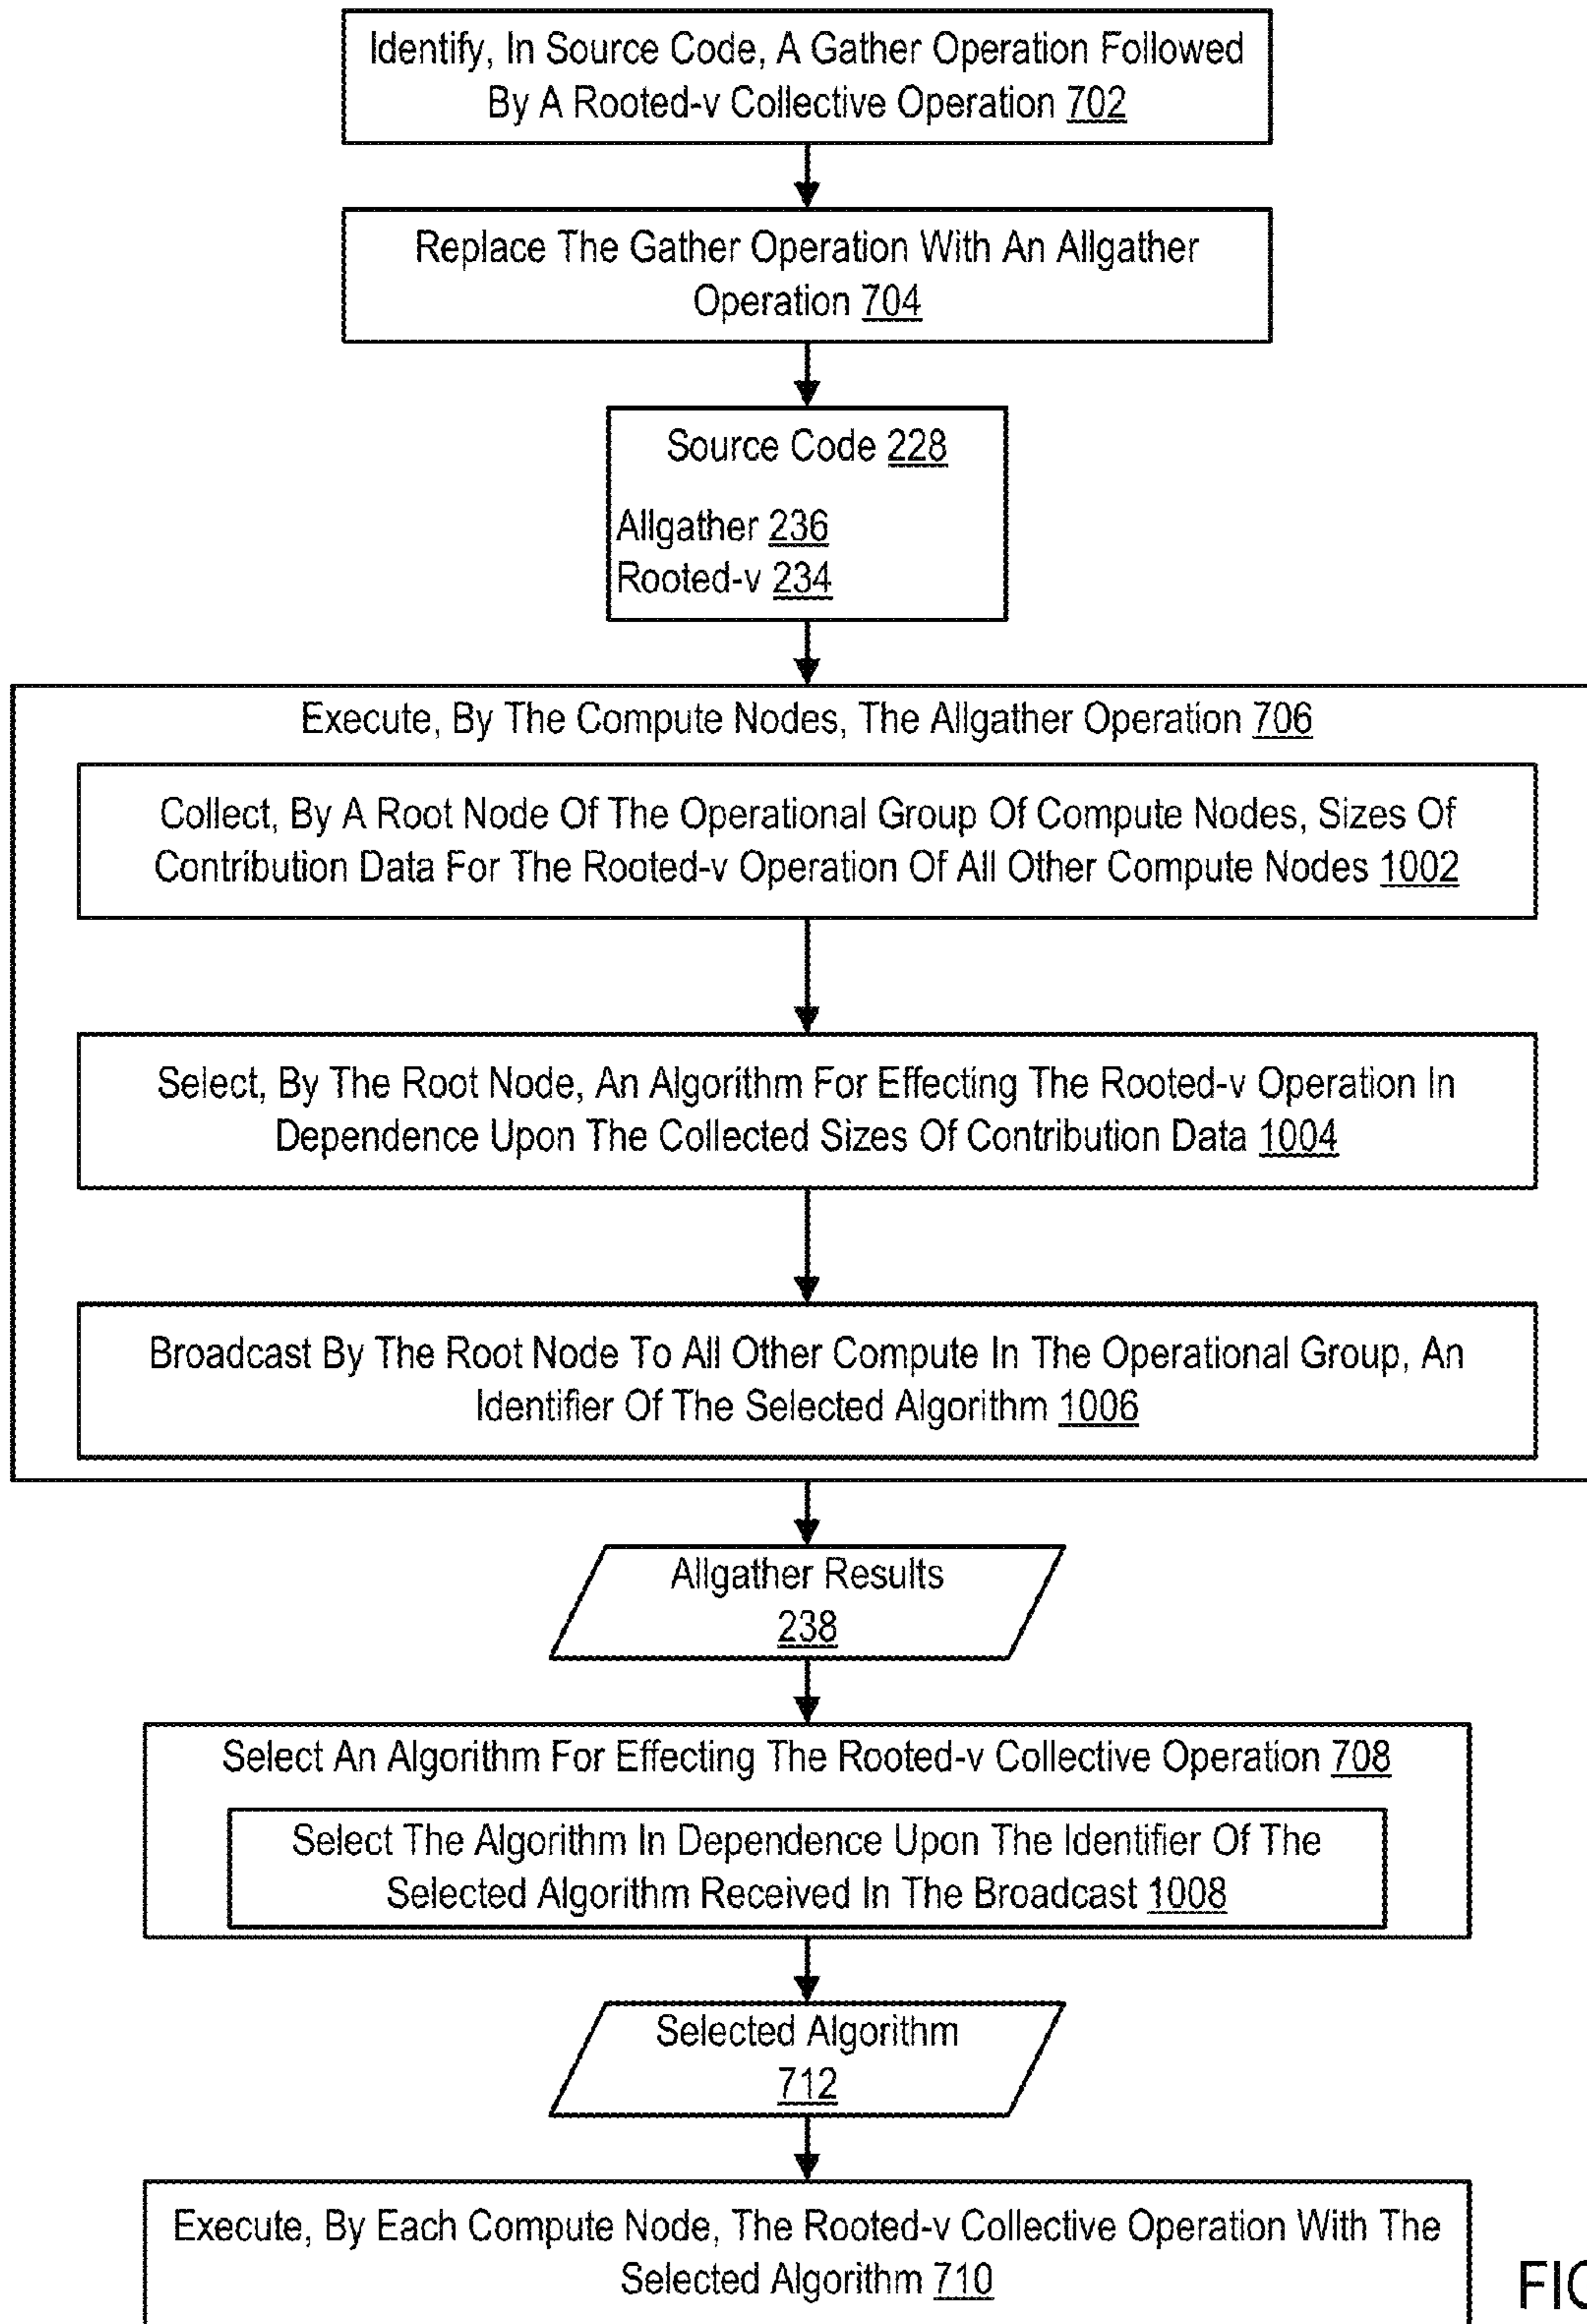 Identify, In Source Code, A Gather Operation Followed
By A Rooted-v Collective Operation 702
Replace The Gather Operation With An Allgather
Operation 704
Source Code 228
Allgather 236
Rooted-v 234
Execute, By The Compute Nodes, The Allgather Operation 706
Collect, By A Root Node Of The Operational Group Of Compute Nodes, Sizes Of
Contribution Data For The Rooted-v Operation Of All Other Compute Nodes 1002
Select, By The Root Node, An Algorithm For Effecting The Rooted-v Operation In
Dependence Upon The Collected Sizes Of Contribution Data 1004
Broadcast By The Root Node To All Other Compute In The Operational Group, An
Identifier Of The Selected Algorithm 1006
Allgather Results
238
Select An Algorithm For Effecting The Rooted-v Collective Operation 708
Select The Algorithm In Dependence Upon The Identifier Of The
Selected Algorithm Received In The Broadcast 1008
Selected Algorithm
712
Execute, By Each Compute Node, The Rooted-v Collective Operation With The
Selected Algorithm 710
FIG